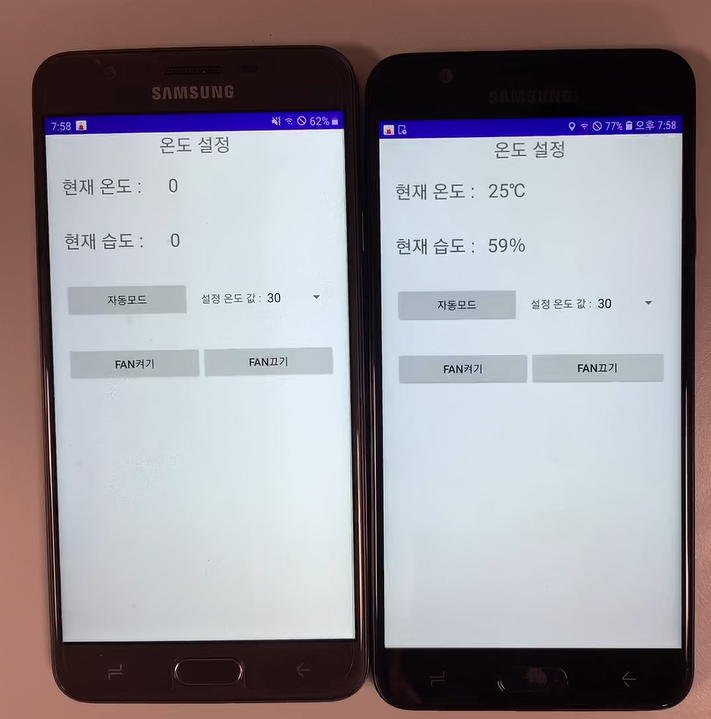 SAMSUNG
7:58 62%
온도 설정
현재 온도 : 0
현재 습도 : 0
자동모드 설정 온도 값 : 30
FAN켜기 FAN끄기
SAMSUNG
77% 오후 7:58
온도 설정
현재 온도 : 25℃
현재 습도 : 59%
자동모드 설정 온도 값 : 30
FAN켜기 FAN끄기